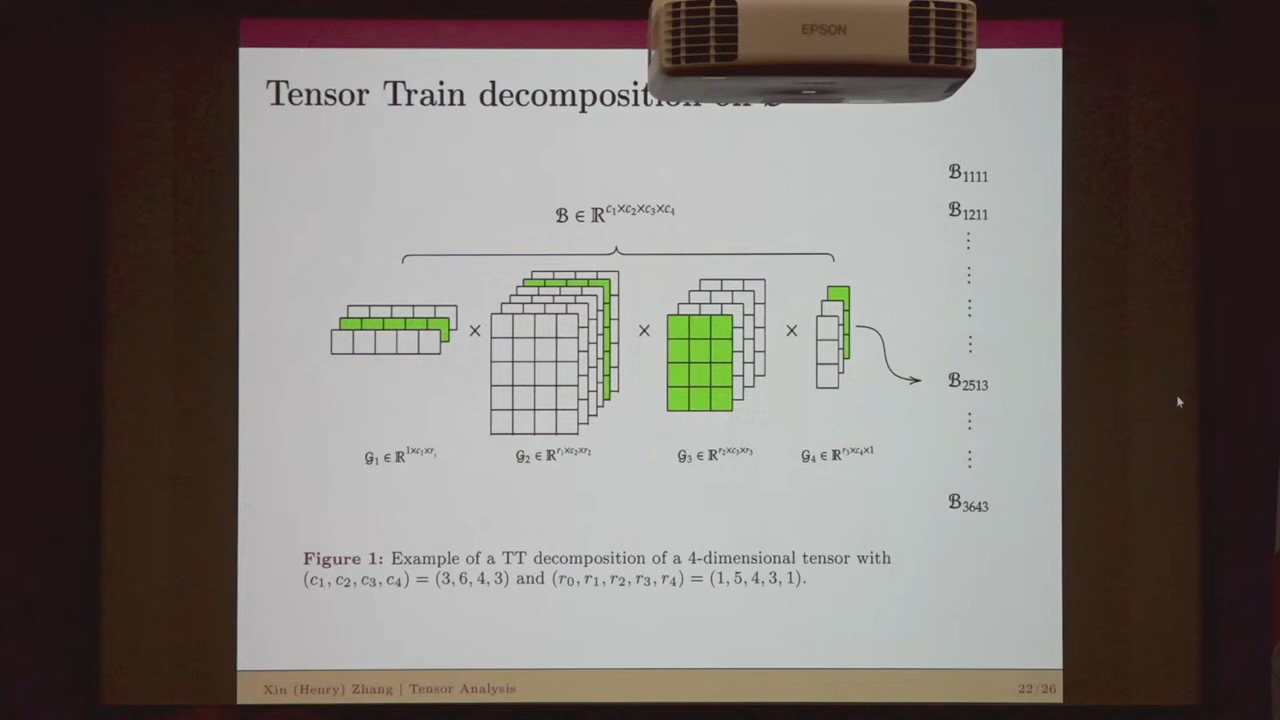 EPSON
Tensor Train decomposition on
ℬ ∈ ℝ^{c₁×c₂×c₃×c₄}
× × ×
𝒢₁ ∈ ℝ^{1×c₁×r₁} 𝒢₂ ∈ ℝ^{r₁×c₂×r₂} 𝒢₃ ∈ ℝ^{r₂×c₃×r₃} 𝒢₄ ∈ ℝ^{r₃×c₄×1}
ℬ₁₁₁₁
ℬ₁₂₁₁
⋮
⋮
⋮
⋮
ℬ₂₅₁₃
⋮
⋮
ℬ₃₆₄₃
Figure 1: Example of a TT decomposition of a 4-dimensional tensor with
(c₁, c₂, c₃, c₄) = (3, 6, 4, 3) and (r₀, r₁, r₂, r₃, r₄) = (1, 5, 4, 3, 1).
Xin (Henry) Zhang | Tensor Analysis 22/26